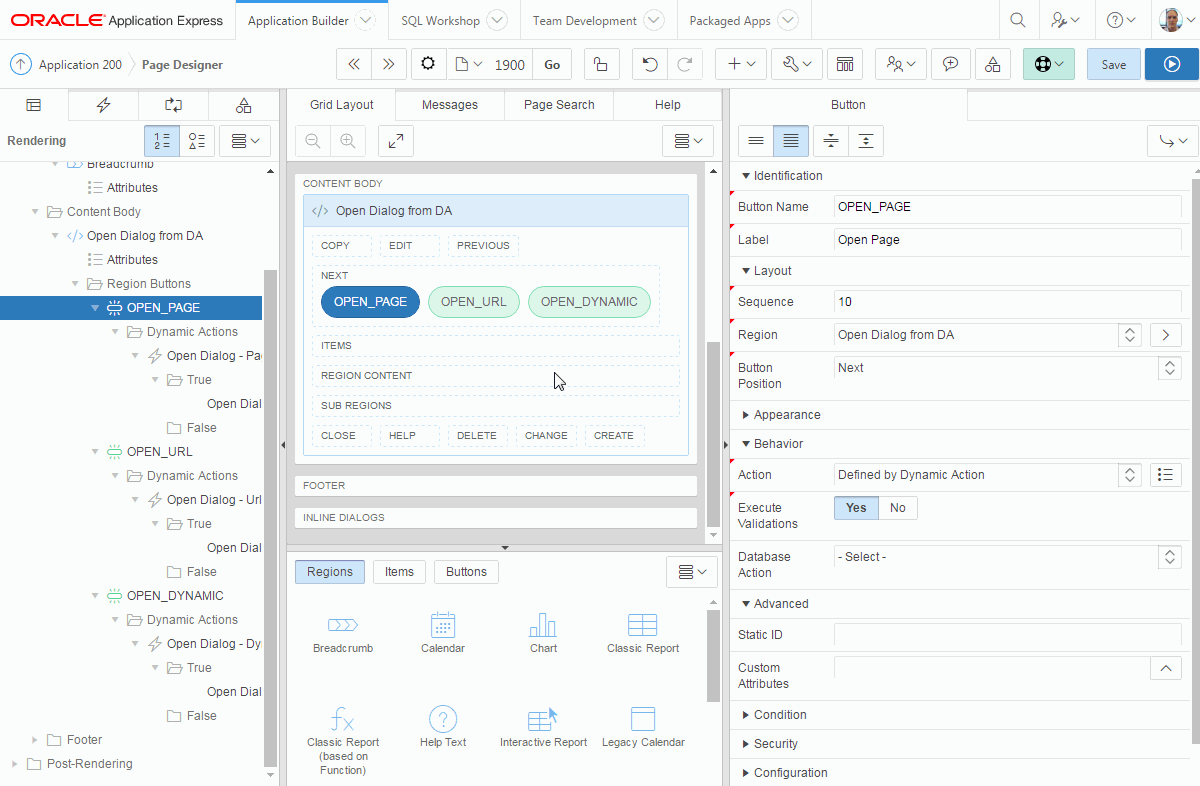 ORACLE Application Express
Application Builder
SQL Workshop
Team Development
Packaged Apps
Application 200
Page Designer
1900
Go
Save
Rendering
Grid Layout
Messages
Page Search
Help
Button
Breadcrumb
Attributes
Content Body
Open Dialog from DA
Attributes
Region Buttons
OPEN_PAGE
Dynamic Actions
Open Dialog - Pa
True
Open Dial
False
OPEN_URL
Dynamic Actions
Open Dialog - Url
True
Open Dial
False
OPEN_DYNAMIC
Dynamic Actions
Open Dialog - Dy
True
Open Dial
False
Footer
Post-Rendering
CONTENT BODY
</> Open Dialog from DA
COPY
EDIT
PREVIOUS
NEXT
OPEN_PAGE
OPEN_URL
OPEN_DYNAMIC
ITEMS
REGION CONTENT
SUB REGIONS
CLOSE
HELP
DELETE
CHANGE
CREATE
FOOTER
INLINE DIALOGS
Regions
Items
Buttons
Breadcrumb
Calendar
Chart
Classic Report
Classic Report
(based on
Function)
Help Text
Interactive Report
Legacy Calendar
Identification
Button Name
OPEN_PAGE
Label
Open Page
Layout
Sequence
10
Region
Open Dialog from DA
Button
Position
Next
Appearance
Behavior
Action
Defined by Dynamic Action
Execute
Validations
Yes
No
Database
Action
- Select -
Advanced
Static ID
Custom
Attributes
Condition
Security
Configuration